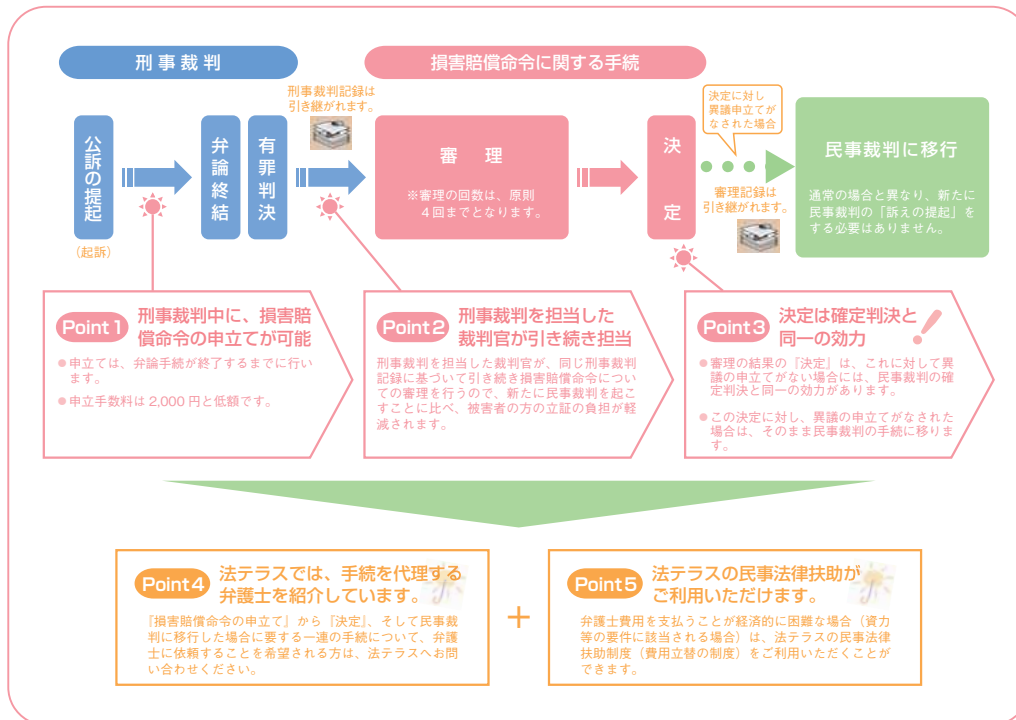 刑事裁判
損害賠償命令に関する手続
刑事裁判記録は
引き継がれます。
決定に対し
異議申立てが
なされた場合
公訴の提起
(起訴)
弁論終結
有罪判決
審理
※審理の回数は、原則
4回までとなります。
決定
審理記録は
引き継がれます。
民事裁判に移行
通常の場合と異なり、新たに
民事裁判の「訴えの提起」を
する必要はありません。
Point1
刑事裁判中に、損害賠
償命令の申立てが可能
●申立ては、弁論手続が終了するまでに行い
ます。
●申立手数料は 2,000 円と低額です。
Point2
刑事裁判を担当した
裁判官が引き続き担当
刑事裁判を担当した裁判官が、同じ刑事裁判
記録に基づいて引き続き損害賠償命令につい
ての審理を行うので、新たに民事裁判を起こ
すことに比べ、被害者の方の立証の負担が軽
減されます。
Point3
決定は確定判決と
同一の効力
●審理の結果の『決定』は、これに対して異
議の申立てがない場合には、民事裁判の確
定判決と同一の効力があります。
●この決定に対し、異議の申立てがなされた
場合は、そのまま民事裁判の手続に移りま
す。
Point4
法テラスでは、手続を代理する
弁護士を紹介しています。
『損害賠償命令の申立て』から『決定』、そして民事裁
判に移行した場合に要する一連の手続について、弁護
士に依頼することを希望される方は、法テラスへお問
い合わせください。
+
Point5
法テラスの民事法律扶助が
ご利用いただけます。
弁護士費用を支払うことが経済的に困難な場合（資力
等の要件に該当される場合）は、法テラスの民事法律
扶助制度（費用立替の制度）をご利用いただくことが
できます。